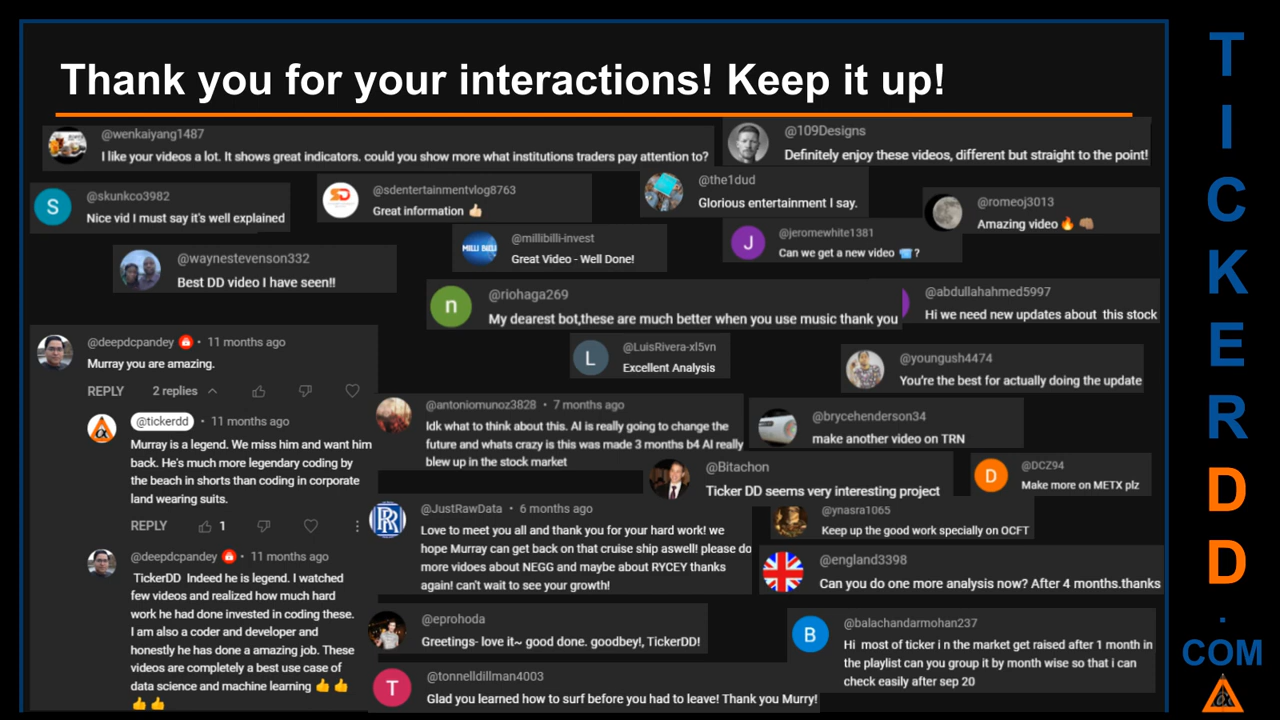 Thank you for your interactions! Keep it up!
@wenkaiyang1487
I like your videos a lot. It shows great indicators. could you show more what institutions traders pay attention to?
@109Designs
Definitely enjoy these videos, different but straight to the point!
S
@skunkco3982
Nice vid I must say it's well explained
SD
@sdentertainmentvlog8763
Great information 👍🏻
@the1dud
Glorious entertainment I say.
@romeoj3013
Amazing video 🔥 👊🏽
@waynestevenson332
Best DD video I have seen!!
MILLI BILLI
@millibilli-invest
Great Video - Well Done!
J
@jeromewhite1381
Can we get a new video ?
n
@riohaga269
My dearest bot,these are much better when you use music thank you
@abdullahahmed5997
Hi we need new updates about this stock
L
@LuisRivera-xl5vn
Excellent Analysis
@youngush4474
You're the best for actually doing the update
@deepdcpandey • 11 months ago
Murray you are amazing.
REPLY 2 replies
@tickerdd • 11 months ago
Murray is a legend. We miss him and want him
back. He's much more legendary coding by
the beach in shorts than coding in corporate
land wearing suits.
REPLY 1
@deepdcpandey • 11 months ago
TickerDD Indeed he is legend. I watched
few videos and realized how much hard
work he had done invested in coding these.
I am also a coder and developer and
honestly he has done a amazing job. These
videos are completely a best use case of
data science and machine learning 👍 👍
👍 👍
@antoniomunoz3828 • 7 months ago
Idk what to think about this. AI is really going to change the
future and whats crazy is this was made 3 months b4 AI really
blew up in the stock market
@brycehenderson34
make another video on TRN
@Bitachon
Ticker DD seems very interesting project
D
@DCZ94
Make more on METX plz
RR
@JustRawData • 6 months ago
Love to meet you all and thank you for your hard work! we
hope Murray can get back on that cruise ship aswell! please do
more vidoes about NEGG and maybe about RYCEY thanks
again! can't wait to see your growth!
@ynasra1065
Keep up the good work specially on OCFT
@england3398
Can you do one more analysis now? After 4 months.thanks
@eprohoda
Greetings- love it~ good done. goodbey!, TickerDD!
B
@balachandarmohan237
Hi most of ticker i n the market get raised after 1 month in
the playlist can you group it by month wise so that i can
check easily after sep 20
T
@tonnelldillman4003
Glad you learned how to surf before you had to leave! Thank you Murry!
T
I
C
K
E
R
D
D
.
COM